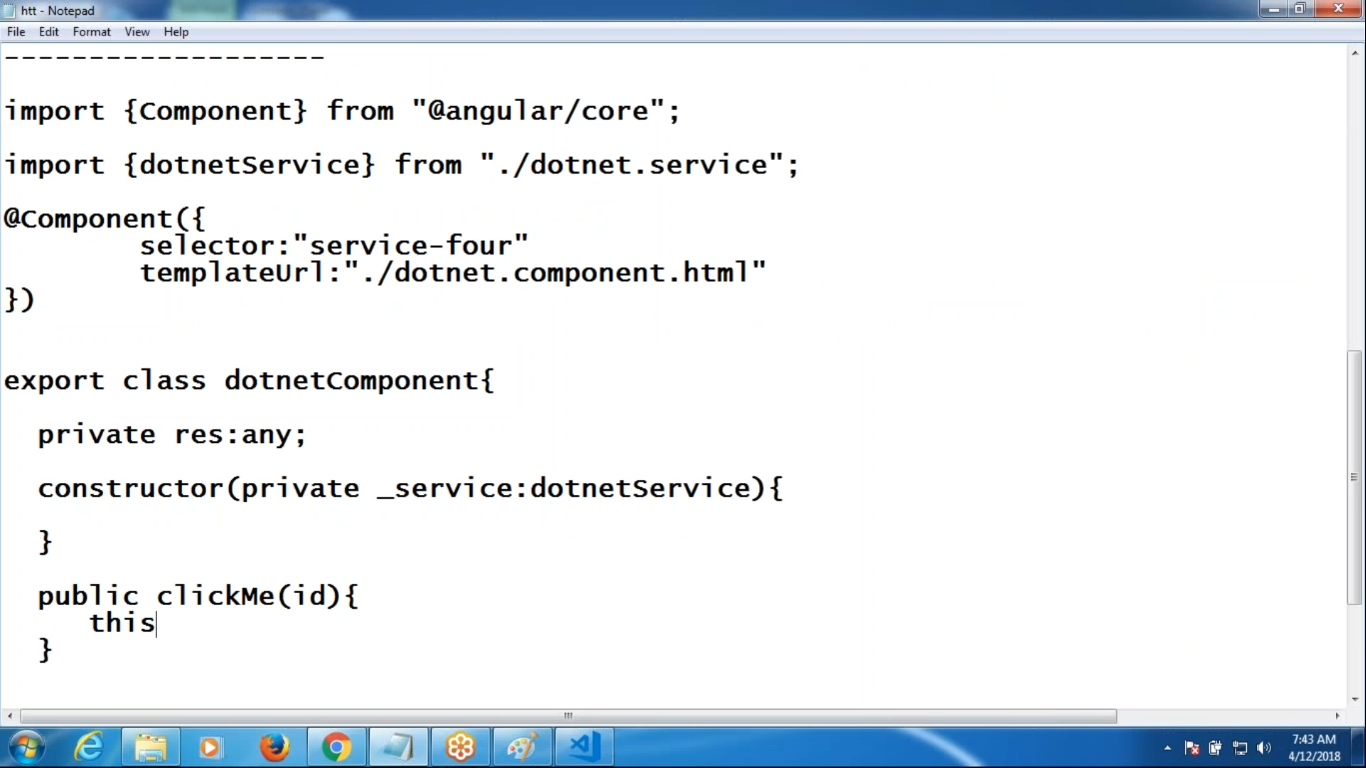 htt - Notepad
File Edit Format View Help
-------------------
import {Component} from "@angular/core";
import {dotnetService} from "./dotnet.service";
@Component({
selector:"service-four"
templateUrl:"./dotnet.component.html"
})
export class dotnetComponent{
private res:any;
constructor(private _service:dotnetService){
}
public clickMe(id){
this
}
7:43 AM
4/12/2018